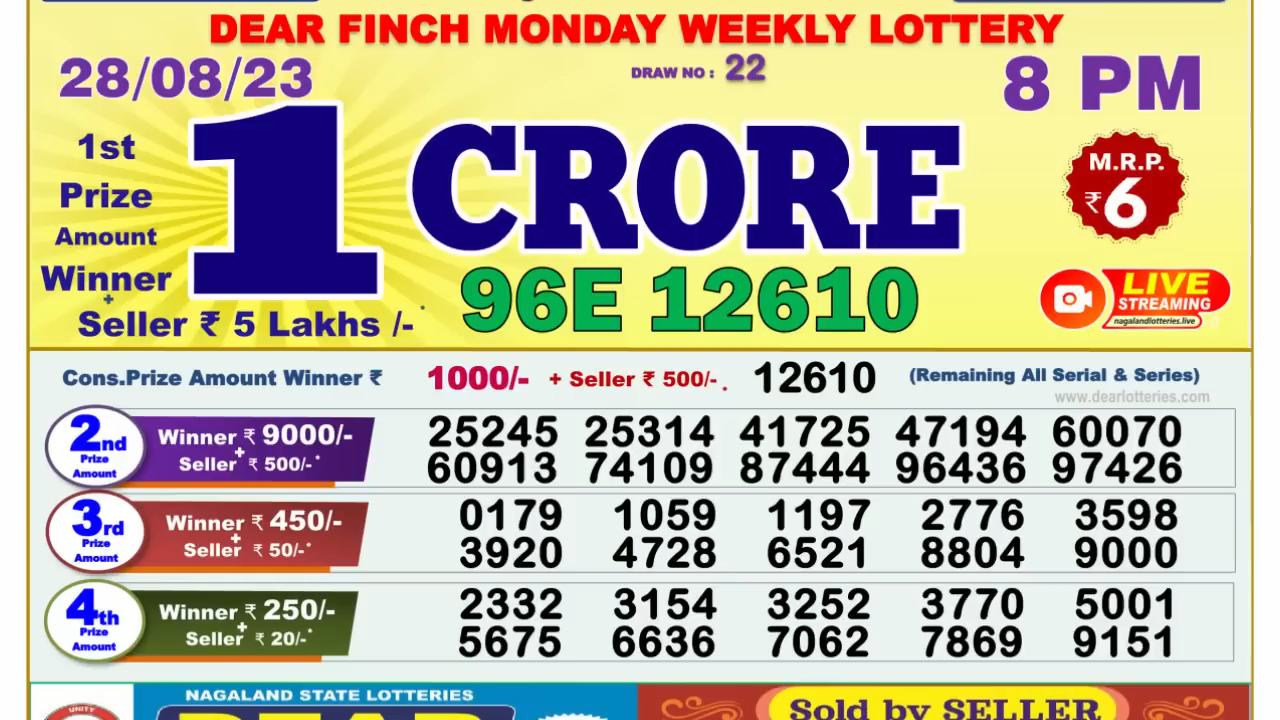 DEAR FINCH MONDAY WEEKLY LOTTERY
28/08/23
DRAW NO : 22
8 PM
1st
Prize
Amount
Winner
+
Seller ₹ 5 Lakhs /-
1 CRORE
96E 12610
M.R.P.
₹ 6
LIVE
STREAMING
nagalandlotteries.live
Cons.Prize Amount Winner ₹ 1000/- + Seller ₹ 500/- . 12610 (Remaining All Serial & Series)
www.dearlotteries.com
2nd
Prize
Amount
Winner ₹ 9000/-
+
Seller ₹ 500/-*
25245 25314 41725 47194 60070
60913 74109 87444 96436 97426
3rd
Prize
Amount
Winner ₹ 450/-
+
Seller ₹ 50/-*
0179 1059 1197 2776 3598
3920 4728 6521 8804 9000
4th
Prize
Amount
Winner ₹ 250/-
+
Seller ₹ 20/-*
2332 3154 3252 3770 5001
5675 6636 7062 7869 9151
UNITY
NAGALAND STATE LOTTERIES
DEAR
Sold by SELLER